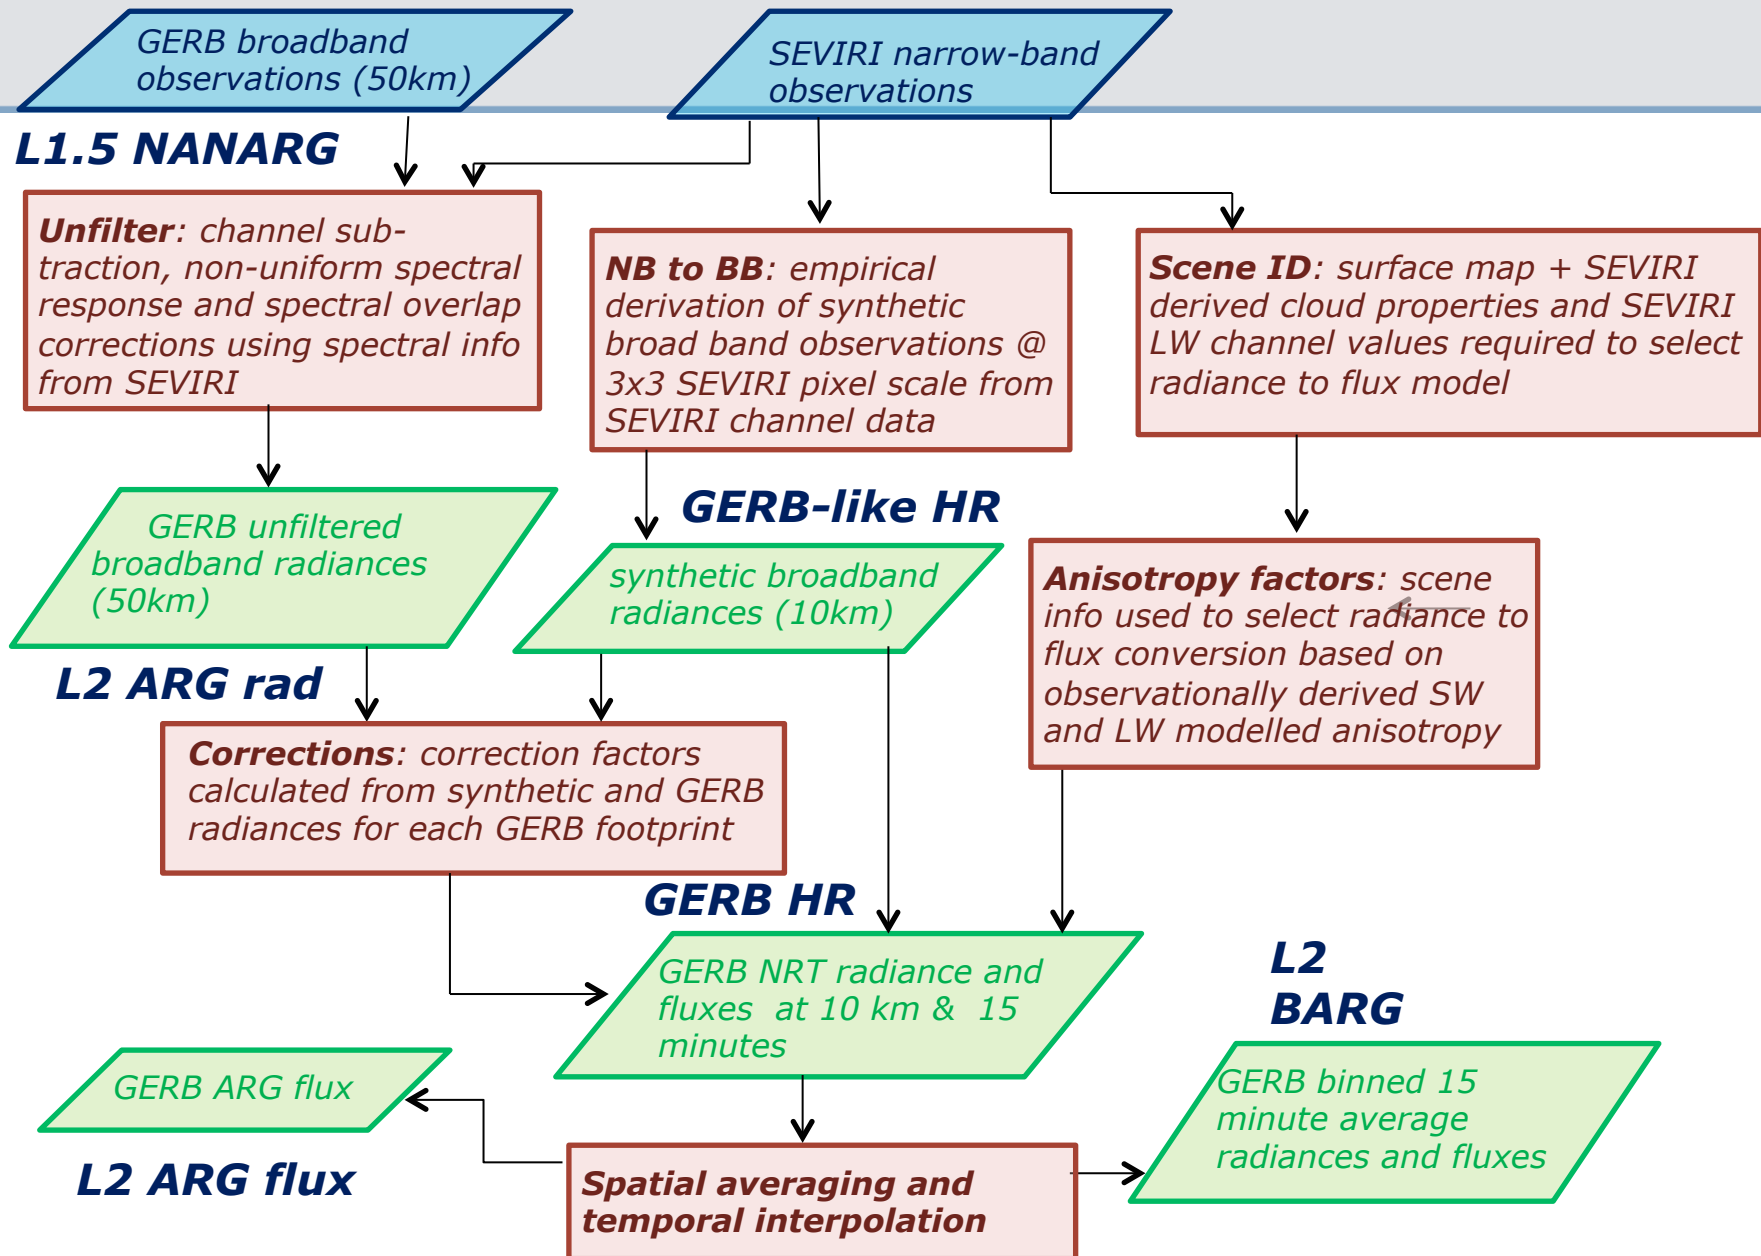 GERB broadband
observations (50km)
SEVIRI narrow-band
observations
L1.5 NANARG
Unfilter: channel sub-
traction, non-uniform spectral
response and spectral overlap
corrections using spectral info
from SEVIRI
NB to BB: empirical
derivation of synthetic
broad band observations @
3x3 SEVIRI pixel scale from
SEVIRI channel data
Scene ID: surface map + SEVIRI
derived cloud properties and SEVIRI
LW channel values required to select
radiance to flux model
GERB unfiltered
broadband radiances
(50km)
L2 ARG rad
GERB-like HR
synthetic broadband
radiances (10km)
Anisotropy factors: scene
info used to select radiance to
flux conversion based on
observationally derived SW
and LW modelled anisotropy
Corrections: correction factors
calculated from synthetic and GERB
radiances for each GERB footprint
GERB HR
GERB NRT radiance and
fluxes at 10 km & 15
minutes
L2
BARG
GERB binned 15
minute average
radiances and fluxes
GERB ARG flux
L2 ARG flux
Spatial averaging and
temporal interpolation